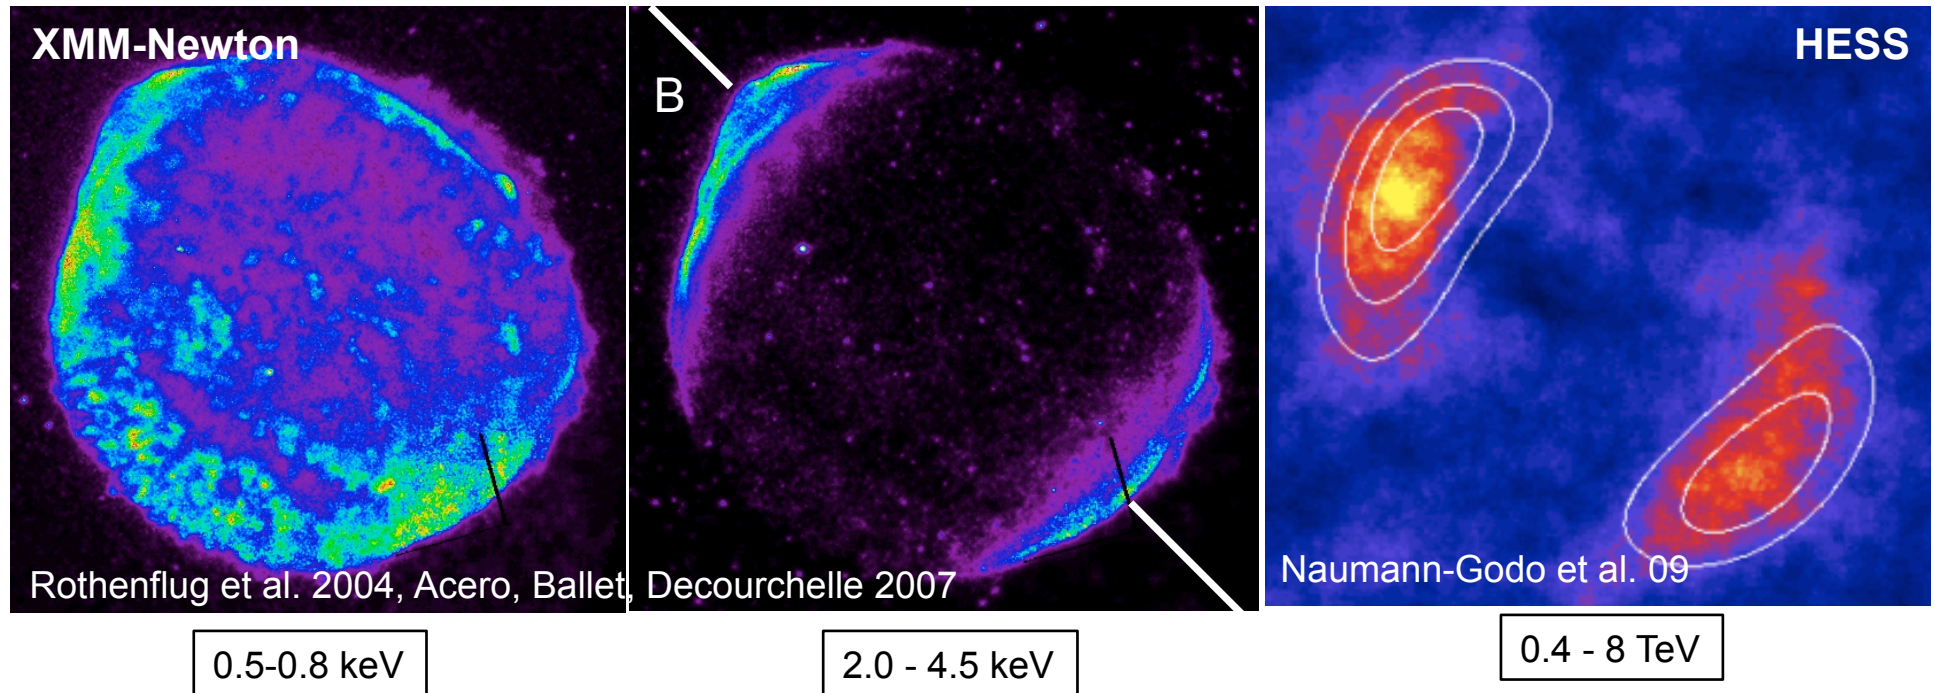 XMM-Newton
B
HESS
Rothenflug et al. 2004, Acero, Ballet, Decourchelle 2007
Naumann-Godo et al. 09
0.5-0.8 keV
2.0 - 4.5 keV
0.4 - 8 TeV